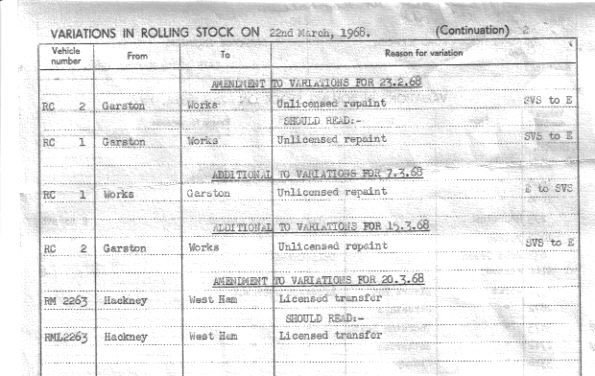 VARIATIONS IN ROLLING STOCK ON 22nd March, 1968. (Continuation) 2
Vehicle number From To Reason for variation
AMENDMENT TO VARIATIONS FOR 23.2.68
RC 2 Garston Works Unlicensed repaint SVS to E
SHOULD READ:-
RC 1 Garston Works Unlicensed repaint SVS to E
ADDITIONAL TO VARIATIONS FOR 7.3.68
RC 1 Works Garston Unlicensed repaint E to SVS
ADDITIONAL TO VARIATIONS FOR 15.3.68
RC 2 Garston Works Unlicensed repaint SVS to E
AMENDMENT TO VARIATIONS FOR 20.3.68
RM 2263 Hackney West Ham Licensed transfer
SHOULD READ:-
RML2263 Hackney West Ham Licensed transfer